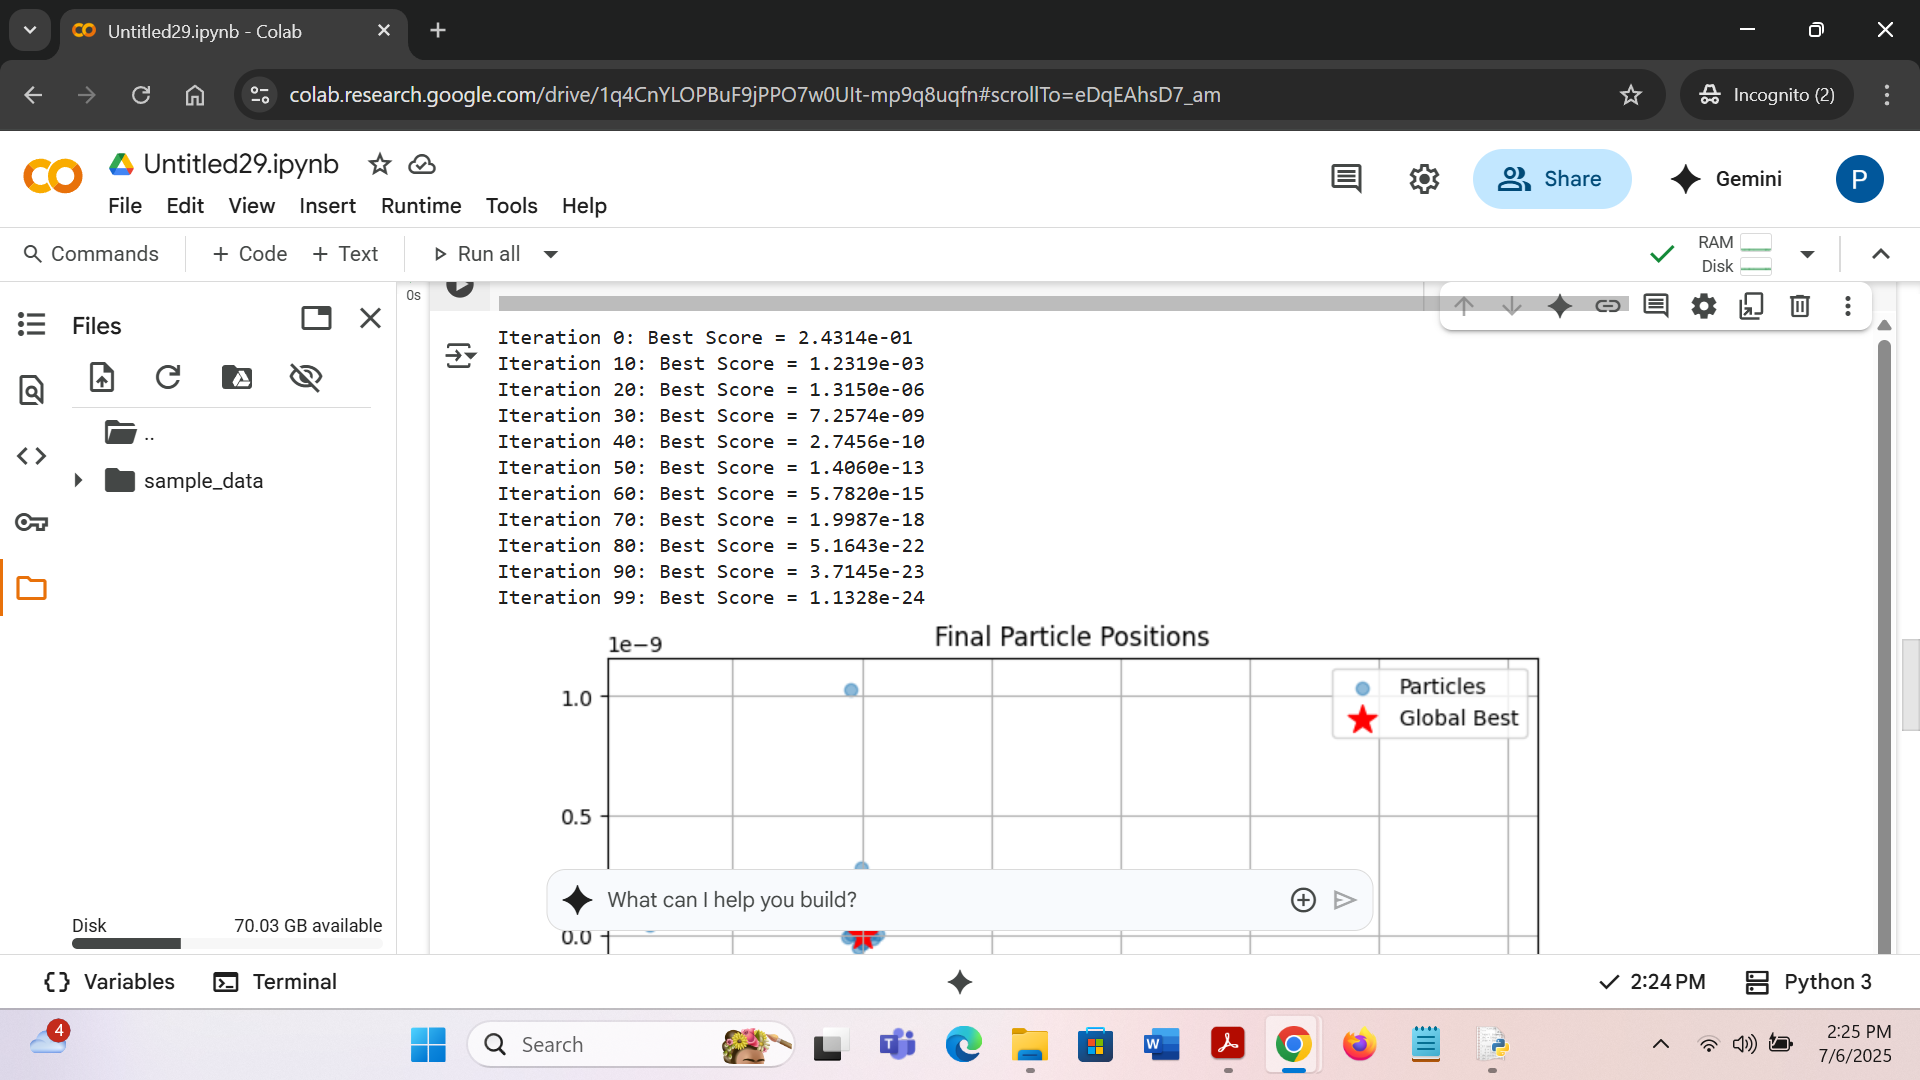 Untitled29.ipynb - Colab
colab.research.google.com/drive/1q4CnYLOPBuF9jPPO7w0UIt-mp9q8uqfn#scrollTo=eDqEAhsD7_am
Incognito (2)
Untitled29.ipynb
Share
Gemini
P
File Edit View Insert Runtime Tools Help
Commands + Code + Text Run all
RAM
Disk
Files
..
sample_data
Disk 70.03 GB available
0s
Iteration 0: Best Score = 2.4314e-01
Iteration 10: Best Score = 1.2319e-03
Iteration 20: Best Score = 1.3150e-06
Iteration 30: Best Score = 7.2574e-09
Iteration 40: Best Score = 2.7456e-10
Iteration 50: Best Score = 1.4060e-13
Iteration 60: Best Score = 5.7820e-15
Iteration 70: Best Score = 1.9987e-18
Iteration 80: Best Score = 5.1643e-22
Iteration 90: Best Score = 3.7145e-23
Iteration 99: Best Score = 1.1328e-24
Final Particle Positions
1e−9
Particles
Global Best
1.0
0.5
0.0
What can I help you build?
Variables Terminal
2:24 PM Python 3
4
Search
2:25 PM
7/6/2025